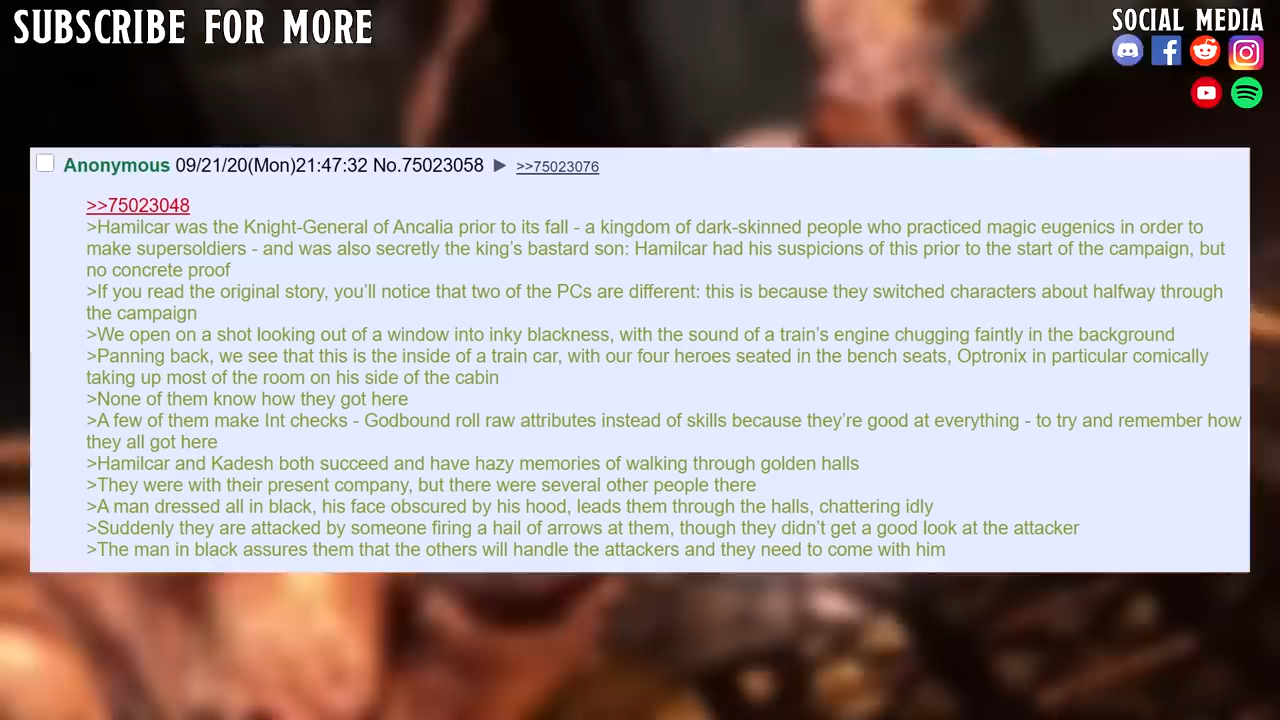 SUBSCRIBE FOR MORE
SOCIAL MEDIA
Anonymous 09/21/20(Mon)21:47:32 No.75023058 ▶ >>75023076
>>75023048
>Hamilcar was the Knight-General of Ancalia prior to its fall - a kingdom of dark-skinned people who practiced magic eugenics in order to
make supersoldiers - and was also secretly the king’s bastard son: Hamilcar had his suspicions of this prior to the start of the campaign, but
no concrete proof
>If you read the original story, you’ll notice that two of the PCs are different: this is because they switched characters about halfway through
the campaign
>We open on a shot looking out of a window into inky blackness, with the sound of a train’s engine chugging faintly in the background
>Panning back, we see that this is the inside of a train car, with our four heroes seated in the bench seats, Optronix in particular comically
taking up most of the room on his side of the cabin
>None of them know how they got here
>A few of them make Int checks - Godbound roll raw attributes instead of skills because they’re good at everything - to try and remember how
they all got here
>Hamilcar and Kadesh both succeed and have hazy memories of walking through golden halls
>They were with their present company, but there were several other people there
>A man dressed all in black, his face obscured by his hood, leads them through the halls, chattering idly
>Suddenly they are attacked by someone firing a hail of arrows at them, though they didn’t get a good look at the attacker
>The man in black assures them that the others will handle the attackers and they need to come with him